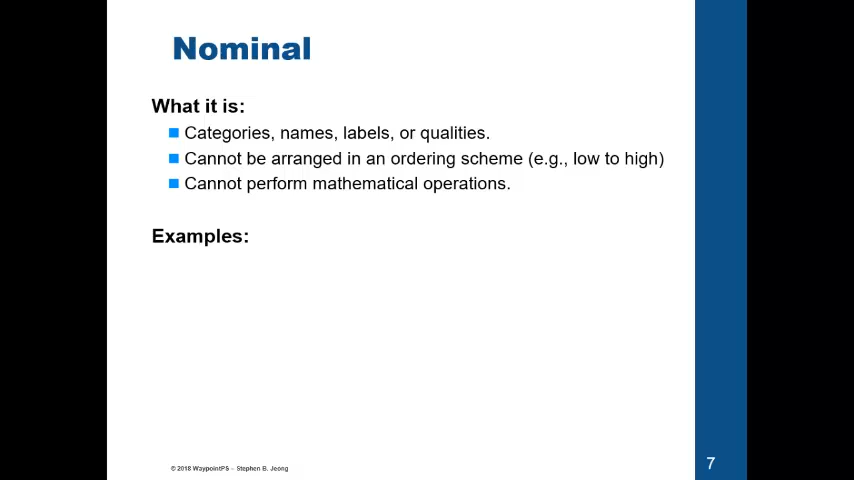 Nominal
What it is:
Categories, names, labels, or qualities.
Cannot be arranged in an ordering scheme (e.g., low to high)
Cannot perform mathematical operations.
Examples:
© 2018 WaypointPS – Stephen B. Jeong
7